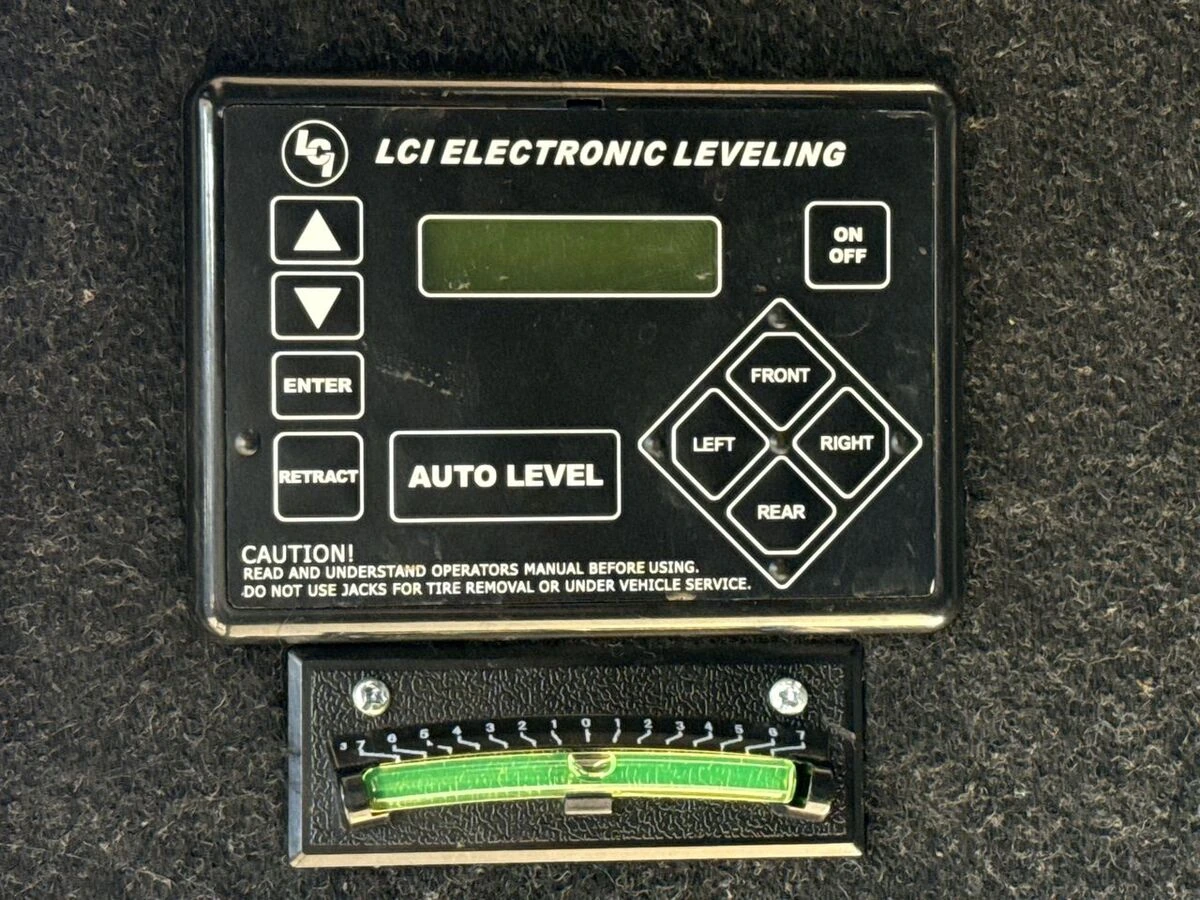 LCI
LCI ELECTRONIC LEVELING
ON
OFF
ENTER
RETRACT
AUTO LEVEL
FRONT
LEFT
RIGHT
REAR
CAUTION!
READ AND UNDERSTAND OPERATORS MANUAL BEFORE USING.
DO NOT USE JACKS FOR TIRE REMOVAL OR UNDER VEHICLE SERVICE.
7 6 5 4 3 2 1 0 1 2 3 4 5 6 7